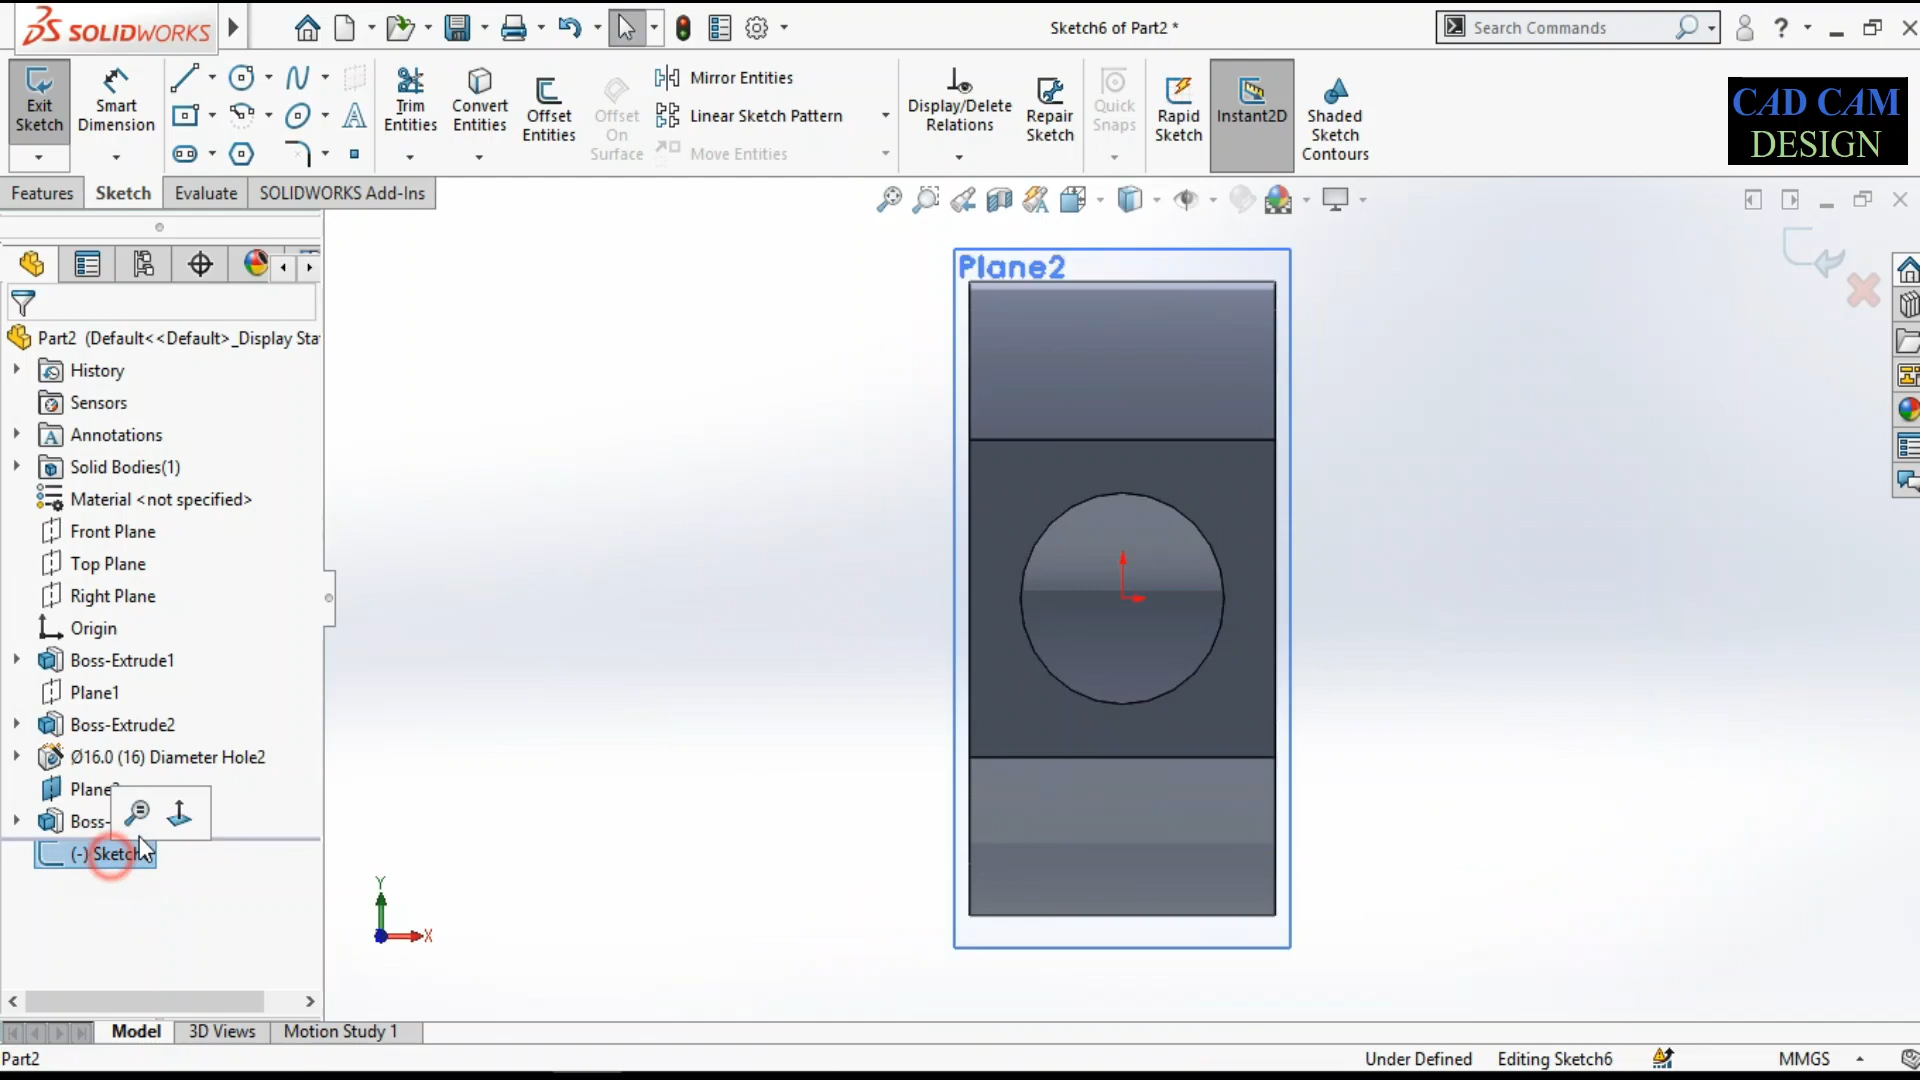 SOLIDWORKS
Sketch6 of Part2 *
Search Commands
CAD CAM
DESIGN
Exit
Sketch
Smart
Dimension
Trim
Entities
Convert
Entities
Offset
Entities
Offset
On
Surface
Mirror Entities
Linear Sketch Pattern
Move Entities
Display/Delete
Relations
Repair
Sketch
Quick
Snaps
Rapid
Sketch
Instant2D
Shaded
Sketch
Contours
Features
Sketch
Evaluate
SOLIDWORKS Add-Ins
Plane2
Part2 (Default<<Default>_Display Sta
History
Sensors
Annotations
Solid Bodies(1)
Material <not specified>
Front Plane
Top Plane
Right Plane
Origin
Boss-Extrude1
Plane1
Boss-Extrude2
Ø16.0 (16) Diameter Hole2
Plane2
Boss-
(-) Sketch
Y
X
Model
3D Views
Motion Study 1
Part2
Under Defined
Editing Sketch6
MMGS